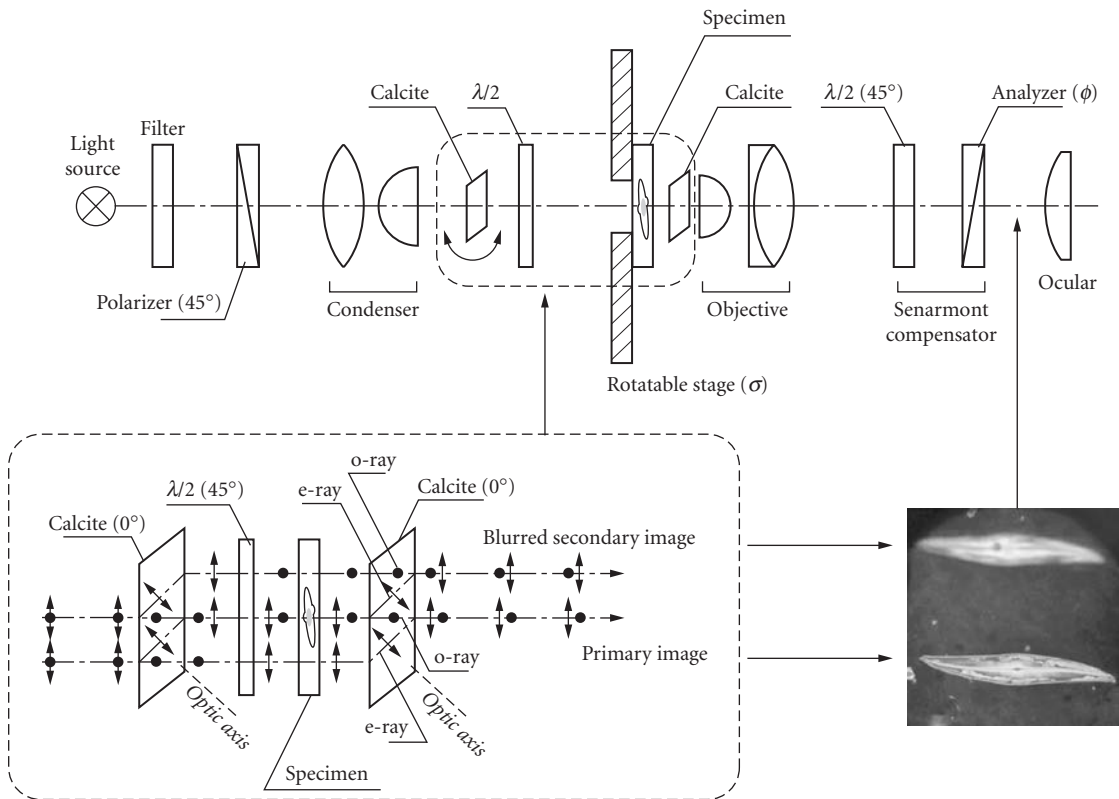 Specimen
Calcite
λ/2
Calcite
λ/2 (45°)
Analyzer (ϕ)
Filter
Light
source
Polarizer (45°)
Condenser
Objective
Senarmont
compensator
Ocular
Rotatable stage (σ)
o-ray
e-ray
Calcite (0°)
λ/2 (45°)
Calcite (0°)
Blurred secondary image
Primary image
o-ray
Optic axis
e-ray
Optic axis
Specimen